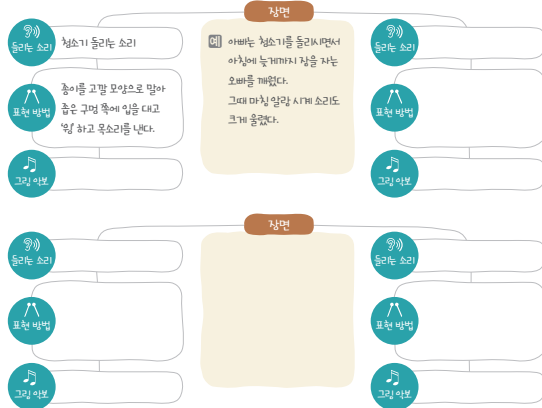 장면
들리는 소리
청소기 돌리는 소리
표현 방법
종이를 고깔 모양으로 말아
좁은 구멍 쪽에 입을 대고
'윙' 하고 목소리를 낸다.
그림 악보
예 아빠는 청소기를 돌리시면서
아침에 늦게까지 잠을 자는
오빠를 깨웠다.
그때 마침 알람 시계 소리도
크게 울렸다.
들리는 소리
표현 방법
그림 악보
장면
들리는 소리
표현 방법
그림 악보
들리는 소리
표현 방법
그림 악보